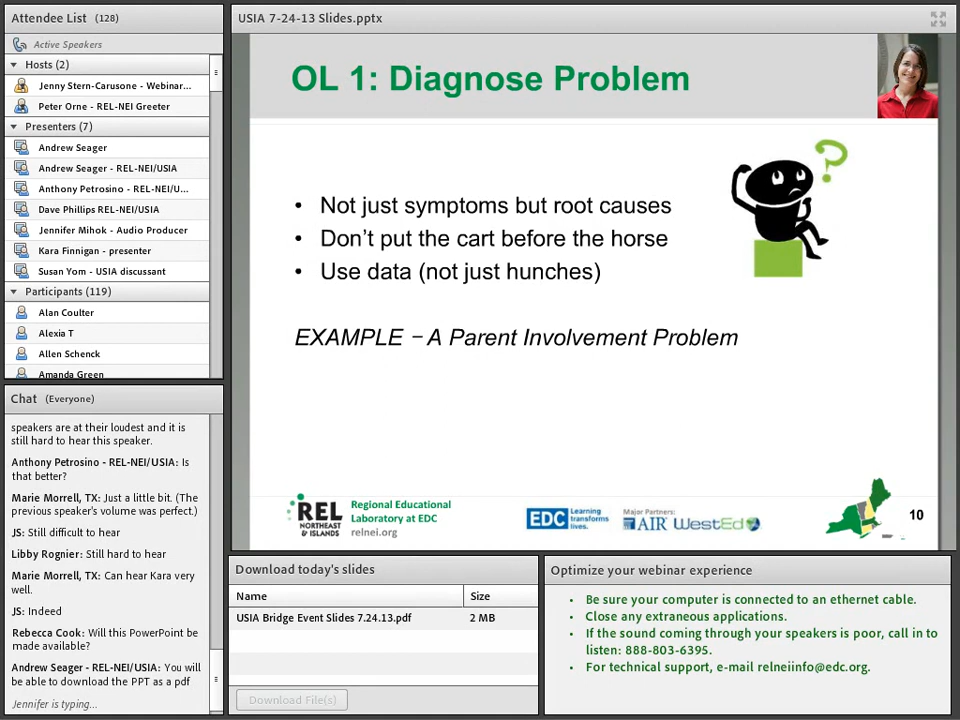 Attendee List (128)
Active Speakers
Hosts (2)
Jenny Stern-Carusone - Webinar...
Peter Orne - REL-NEI Greeter
Presenters (7)
Andrew Seager
Andrew Seager - REL-NEI/USIA
Anthony Petrosino - REL-NEI/U...
Dave Phillips REL-NEI/USIA
Jennifer Mihok - Audio Producer
Kara Finnigan - presenter
Susan Yom - USIA discussant
Participants (119)
Alan Coulter
Alexia T
Allen Schenck
Amanda Green
Chat (Everyone)
speakers are at their loudest and it is
still hard to hear this speaker.
Anthony Petrosino - REL-NEI/USIA: Is
that better?
Marie Morrell, TX: Just a little bit. (The
previous speaker's volume was perfect.)
JS: Still difficult to hear
Libby Rognier: Still hard to hear
Marie Morrell, TX: Can hear Kara very
well.
JS: Indeed
Rebecca Cook: Will this PowerPoint be
made available?
Andrew Seager - REL-NEI/USIA: You will
be able to download the PPT as a pdf
Jennifer is typing...
USIA 7-24-13 Slides.pptx
OL 1: Diagnose Problem
• Not just symptoms but root causes
• Don't put the cart before the horse
• Use data (not just hunches)
EXAMPLE – A Parent Involvement Problem
REL
NORTHEAST
& ISLANDS
Regional Educational
Laboratory at EDC
relnei.org
EDC Learning
transforms
lives.
Major Partners:
AIR WestEd
10
Download today's slides
Name Size
USIA Bridge Event Slides 7.24.13.pdf 2 MB
Download File(s)
Optimize your webinar experience
• Be sure your computer is connected to an ethernet cable.
• Close any extraneous applications.
• If the sound coming through your speakers is poor, call in to
listen: 888-803-6395.
• For technical support, e-mail relneiinfo@edc.org.